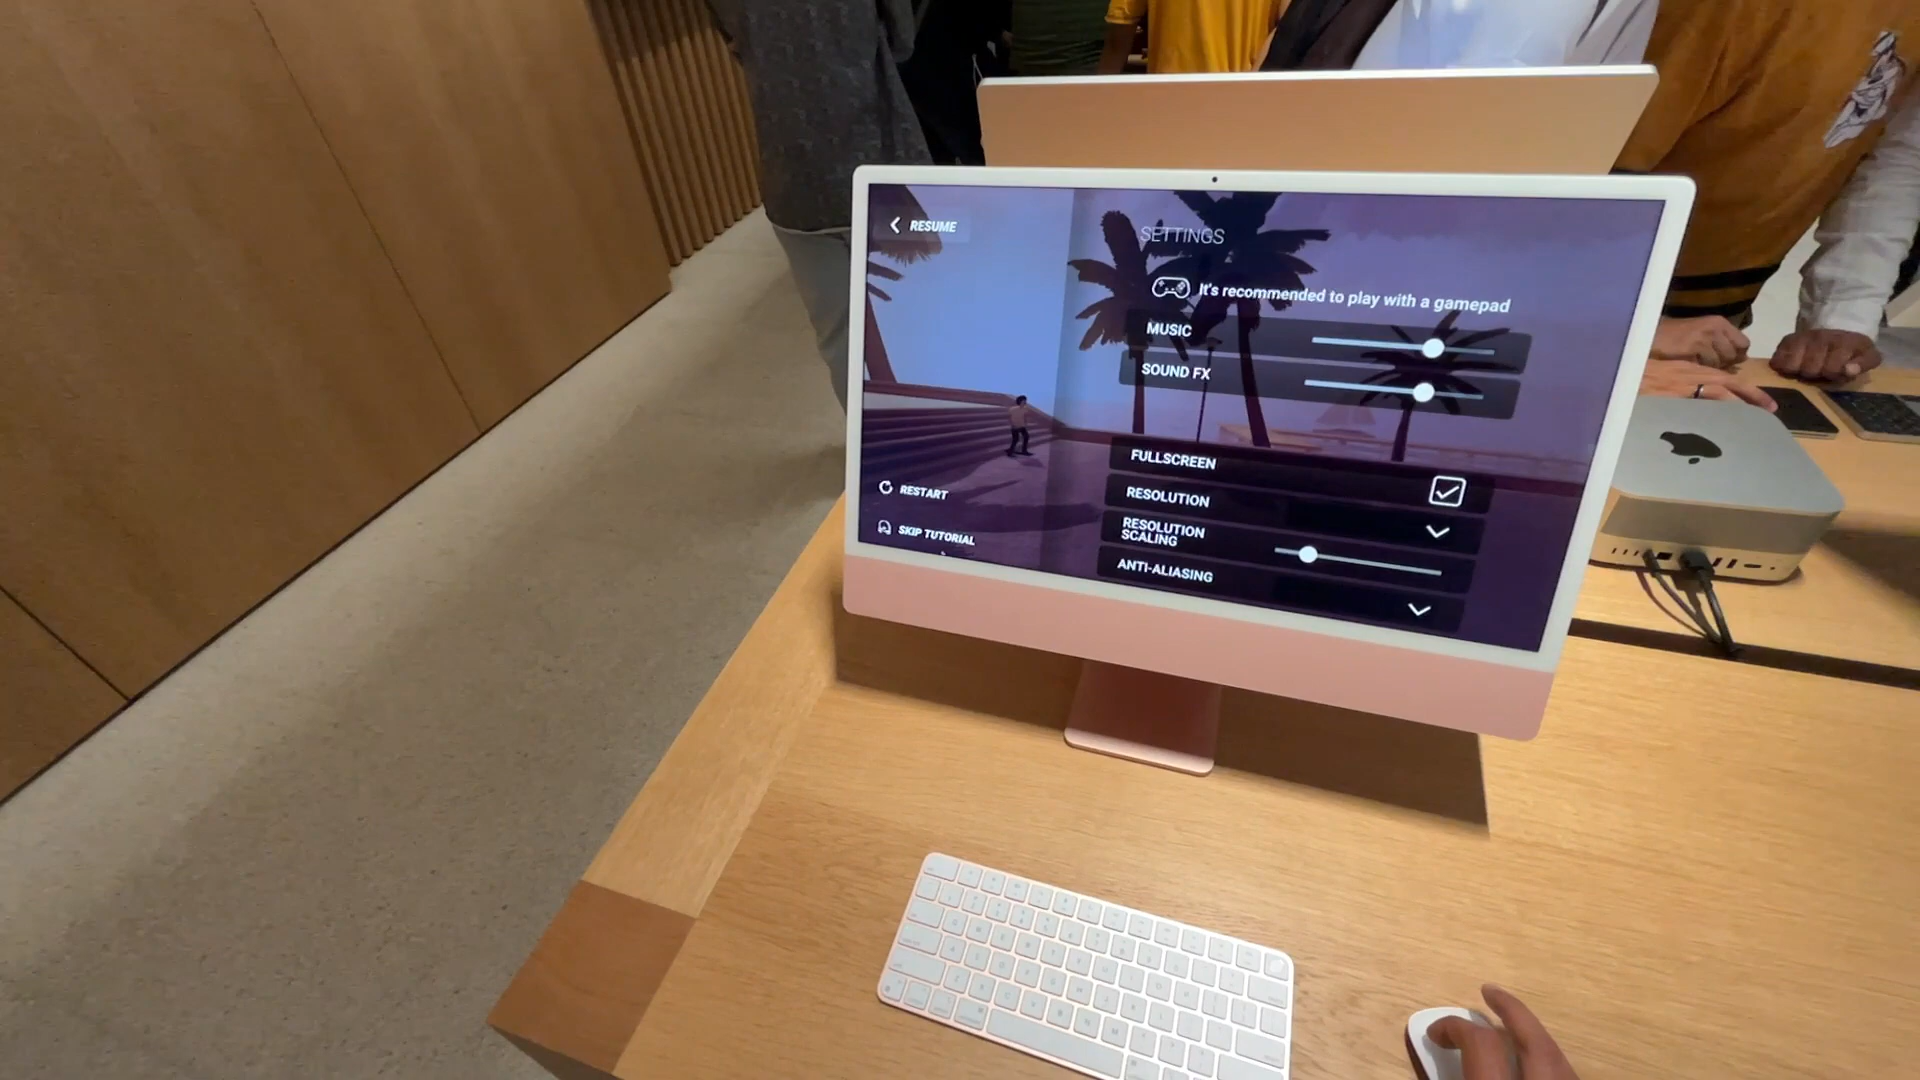 RESUME
SETTINGS
It's recommended to play with a gamepad
MUSIC
SOUND FX
FULLSCREEN
RESOLUTION
RESOLUTION
SCALING
ANTI-ALIASING
RESTART
SKIP TUTORIAL